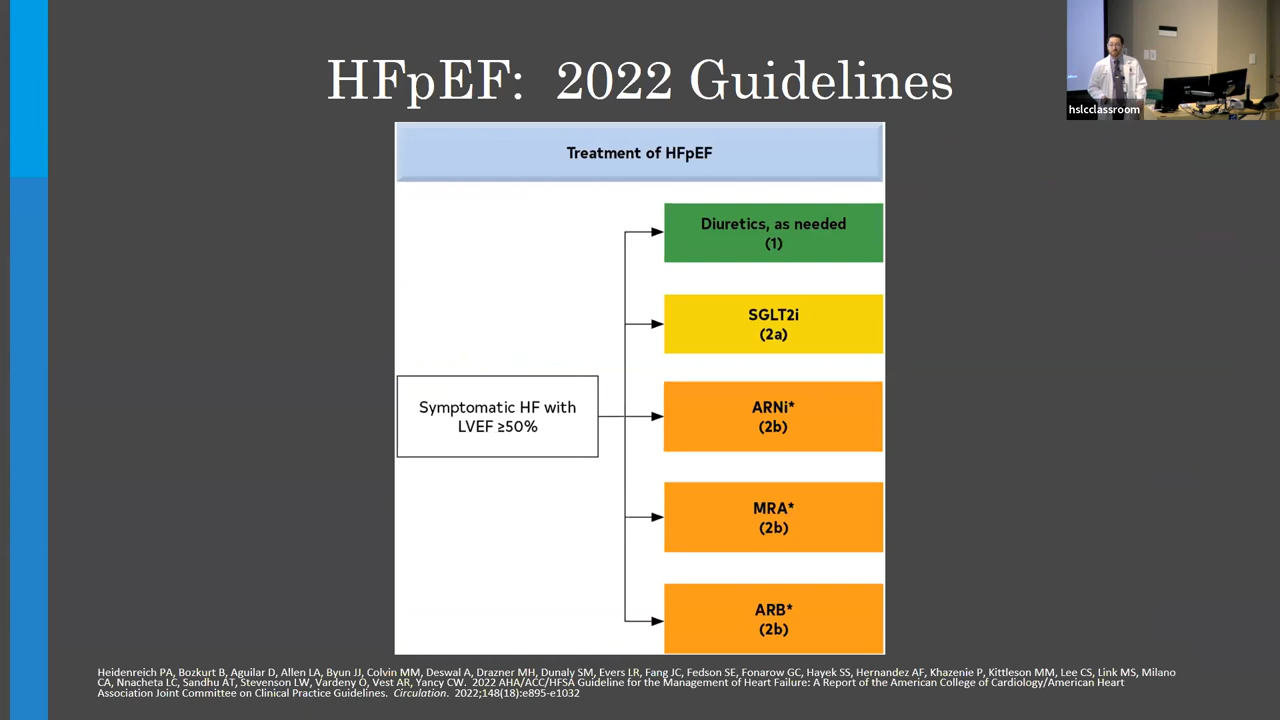 HFpEF: 2022 Guidelines
hslcclassroom
Treatment of HFpEF
Diuretics, as needed
(1)
SGLT2i
(2a)
Symptomatic HF with
LVEF ≥50%
ARNi*
(2b)
MRA*
(2b)
ARB*
(2b)
Heidenreich PA, Bozkurt B, Aguilar D, Allen LA, Byun JJ, Colvin MM, Deswal A, Drazner MH, Dunaly SM, Evers LR, Fang JC, Fedson SE, Fonarow GC, Hayek SS, Hernandez AF, Khazenie P, Kittleson MM, Lee CS, Link MS, Milano
CA, Nnacheta LC, Sandhu AT, Stevenson LW, Vardeny O, Vest AR, Yancy CW. 2022 AHA/ACC/HFSA Guideline for the Management of Heart Failure: A Report of the American College of Cardiology/American Heart
Association Joint Committee on Clinical Practice Guidelines. Circulation. 2022;148(18):e895-e1032